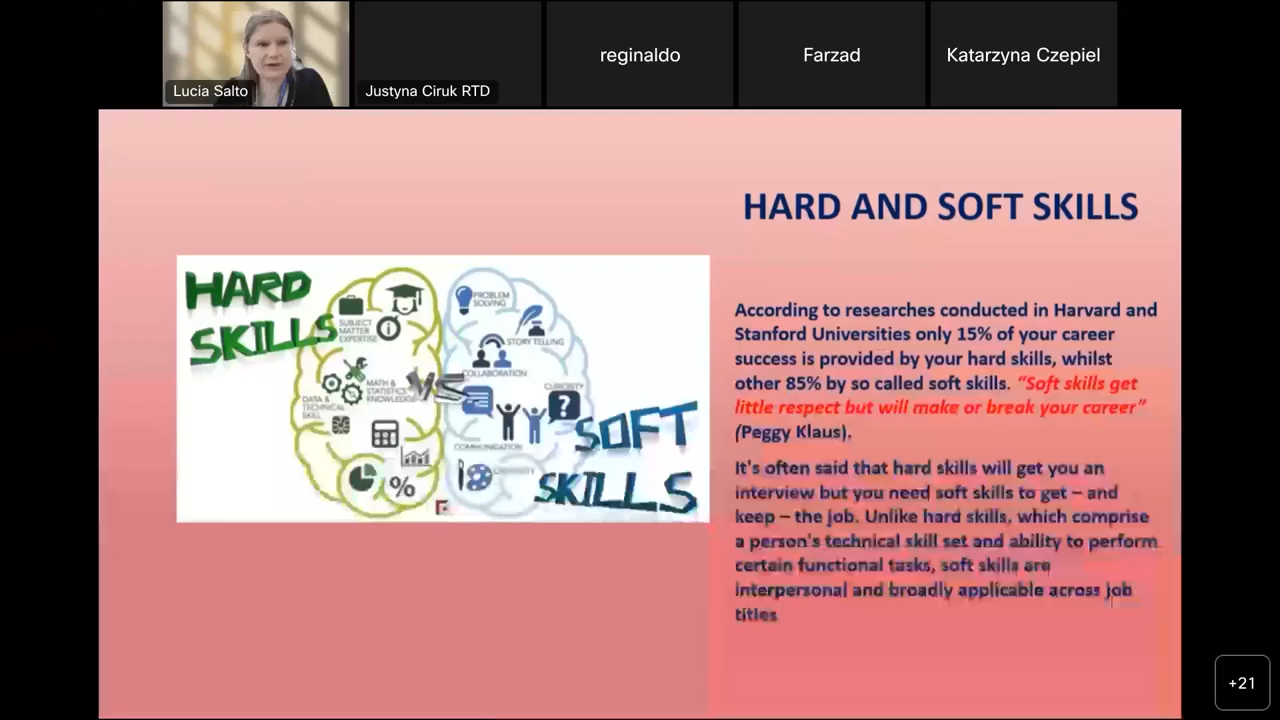 reginaldo
Farzad
Katarzyna Czepiel
Lucia Salto
Justyna Ciruk RTD
HARD AND SOFT SKILLS
HARD
SKILLS
SUBJECT
MATTER
EXPERTISE
MATH &
STATISTICS
KNOWLEDGE
DATA &
TECHNICAL
SKILL
VS
PROBLEM
SOLVING
STORY TELLING
COLLABORATION
CURIOSITY
COMMUNICATION
SOFT
SKILLS
According to researches conducted in Harvard and
Stanford Universities only 15% of your career
success is provided by your hard skills, whilst
other 85% by so called soft skills. “Soft skills get
little respect but will make or break your career”
(Peggy Klaus).
It's often said that hard skills will get you an
interview but you need soft skills to get – and
keep – the job. Unlike hard skills, which comprise
a person's technical skill set and ability to perform
certain functional tasks, soft skills are
interpersonal and broadly applicable across job
titles
+21